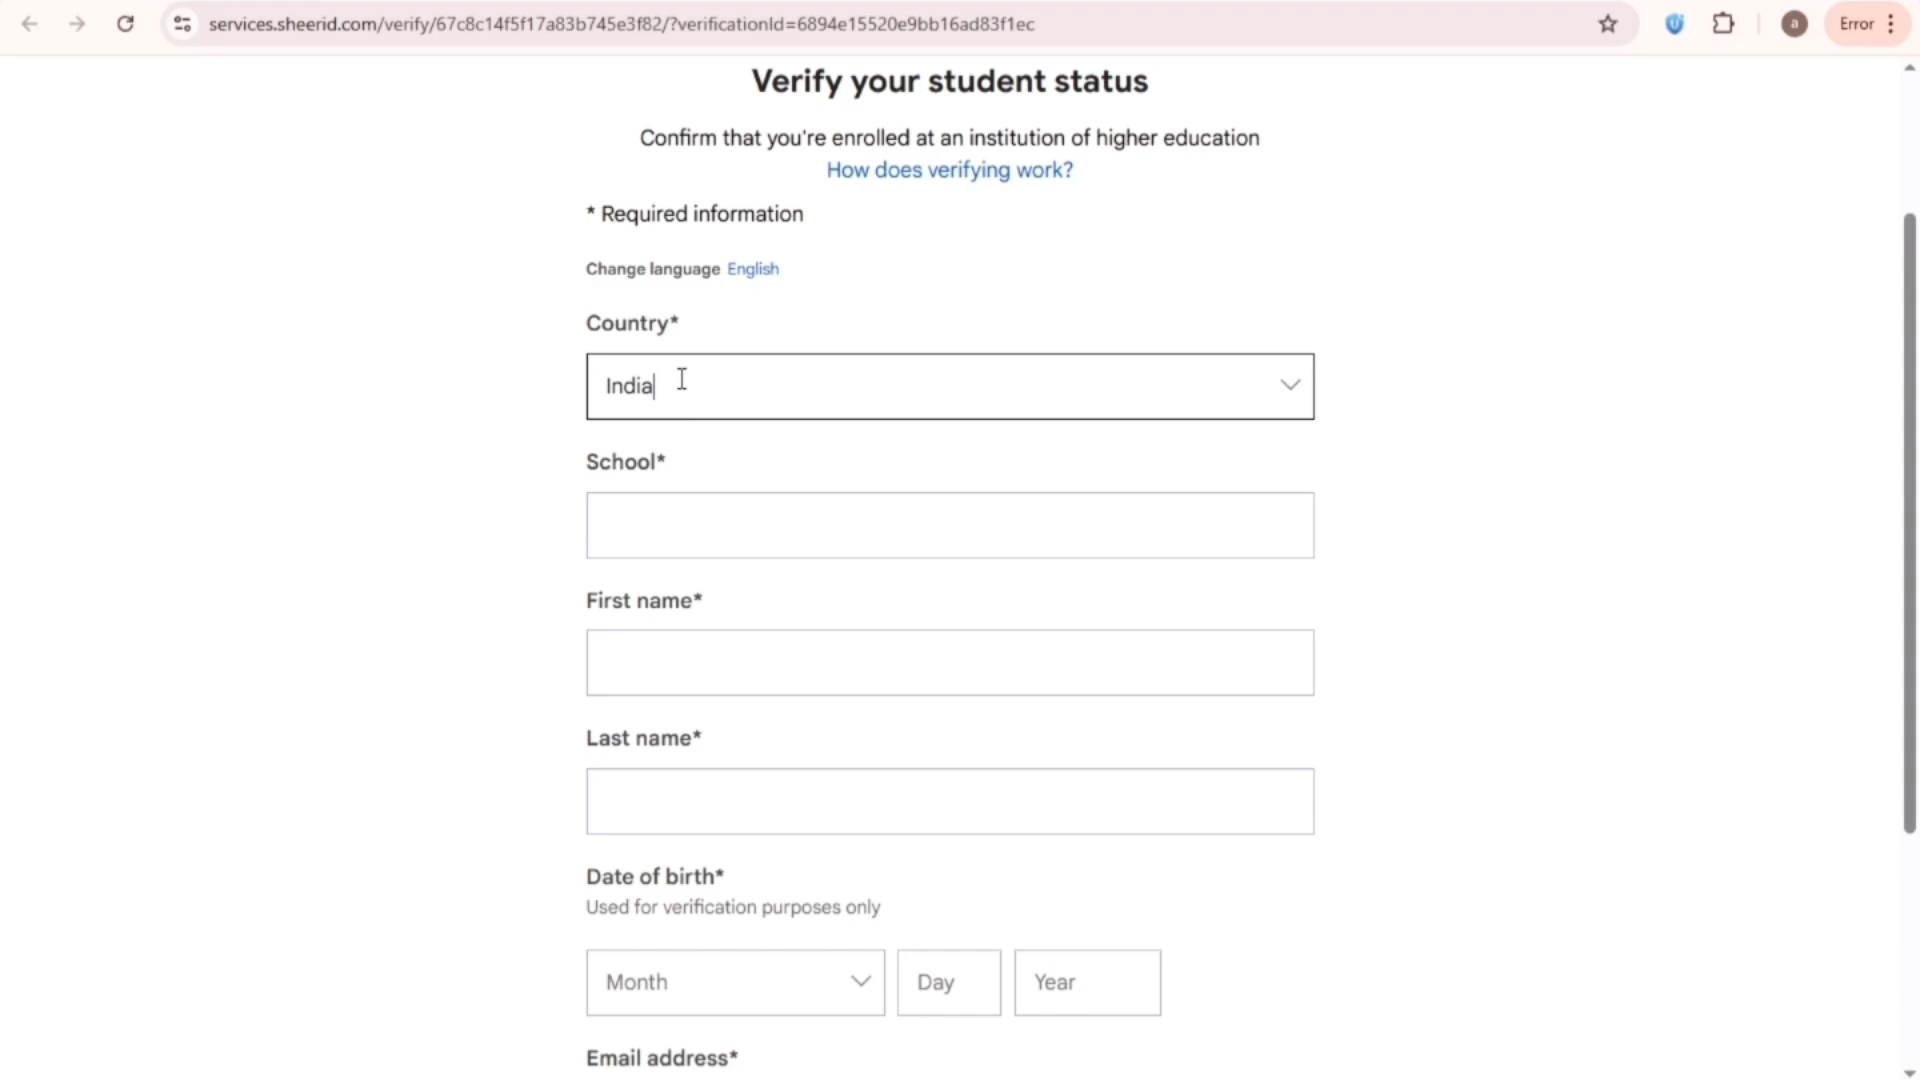 services.sheerid.com/verify/67c8c14f5f17a83b745e3f82/?verificationId=6894e15520e9bb16ad83f1ec
a
Error
Verify your student status
Confirm that you're enrolled at an institution of higher education
How does verifying work?
* Required information
Change language English
Country*
India
School*
First name*
Last name*
Date of birth*
Used for verification purposes only
Month
Day
Year
Email address*